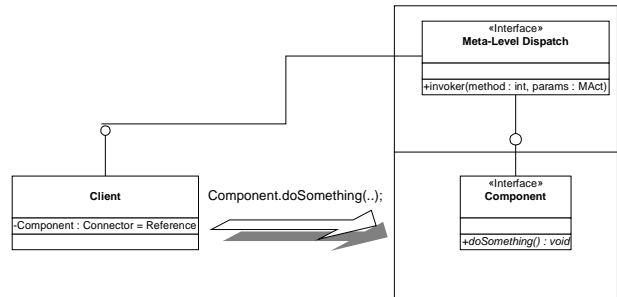 «Interface»
Meta-Level Dispatch
+invoker(method : int, params : MAct)
Client
-Component : Connector = Reference
Component.doSomething(..);
«Interface»
Component
+doSomething() : void